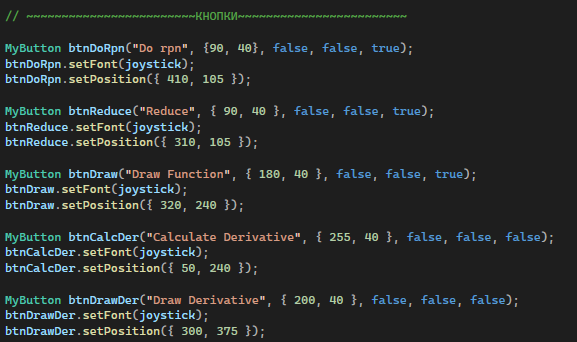 // ~~~~~~~~~~~~~~~~~~~~~~~~КНОПКИ~~~~~~~~~~~~~~~~~~~~~~~~
MyButton btnDoRpn("Do rpn", {90, 40}, false, false, true);
btnDoRpn.setFont(joystick);
btnDoRpn.setPosition({ 410, 105 });
MyButton btnReduce("Reduce", { 90, 40 }, false, false, true);
btnReduce.setFont(joystick);
btnReduce.setPosition({ 310, 105 });
MyButton btnDraw("Draw Function", { 180, 40 }, false, false, true);
btnDraw.setFont(joystick);
btnDraw.setPosition({ 320, 240 });
MyButton btnCalcDer("Calculate Derivative", { 255, 40 }, false, false, false);
btnCalcDer.setFont(joystick);
btnCalcDer.setPosition({ 50, 240 });
MyButton btnDrawDer("Draw Derivative", { 200, 40 }, false, false, false);
btnDrawDer.setFont(joystick);
btnDrawDer.setPosition({ 300, 375 });